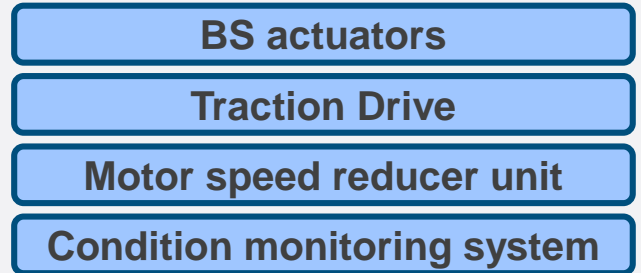 BS actuators
Traction Drive
Motor speed reducer unit
Condition monitoring system